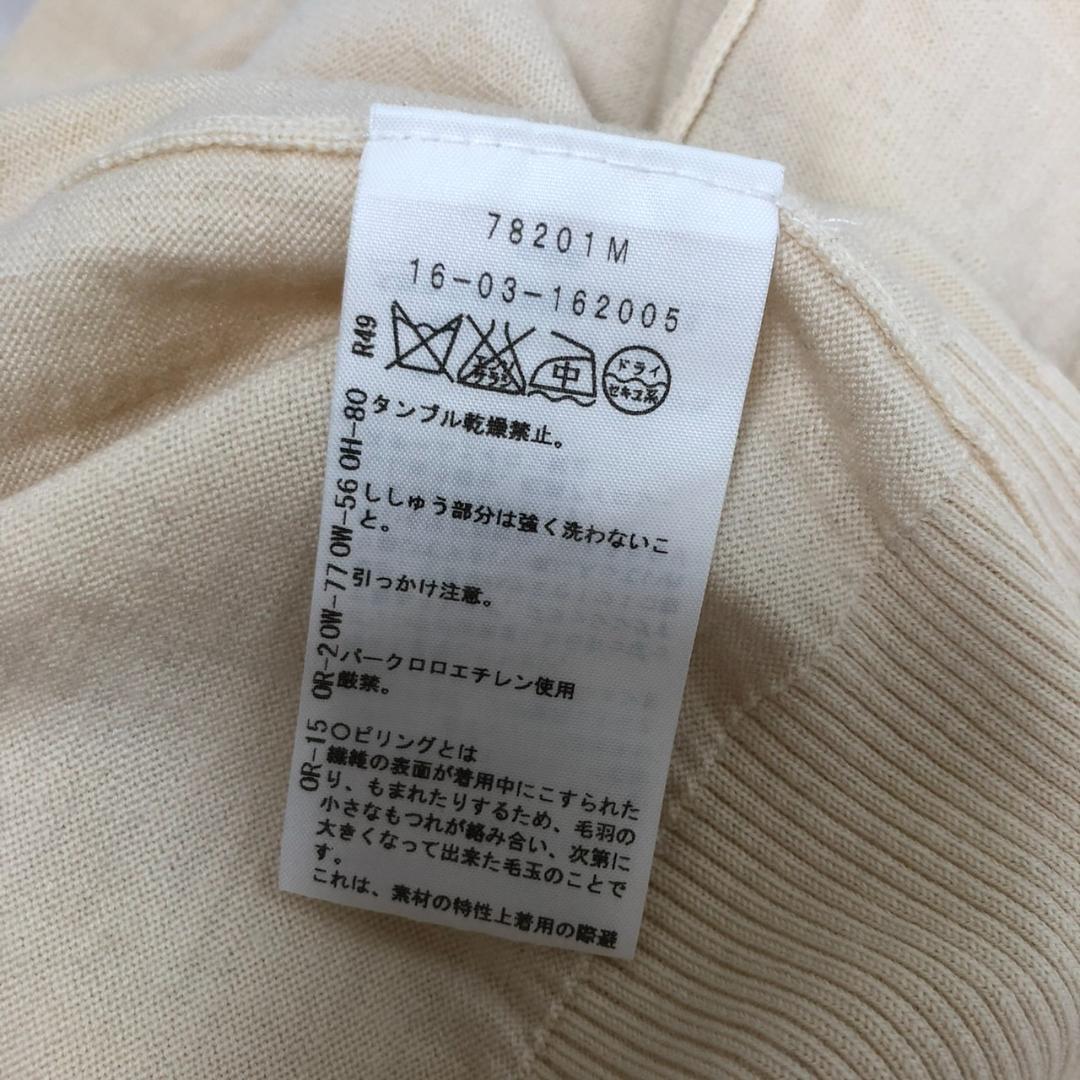 78201M
16-03-162005
中
ドライ
セキユ系
タンブル乾燥禁止。
ししゅう部分は強く洗わないこ
と。
引っかけ注意。
パークロロエチレン使用
厳禁。
〇ピリングとは
繊維の表面が着用中にこすられた
り、もまれたりするため、毛羽の
小さなもつれが絡み合い、次第に
大きくなって出来た毛玉のことで
す。
これは、素材の特性上着用の際避
OR-15 OR-2 OW-77 OW-56 OH-80 R49